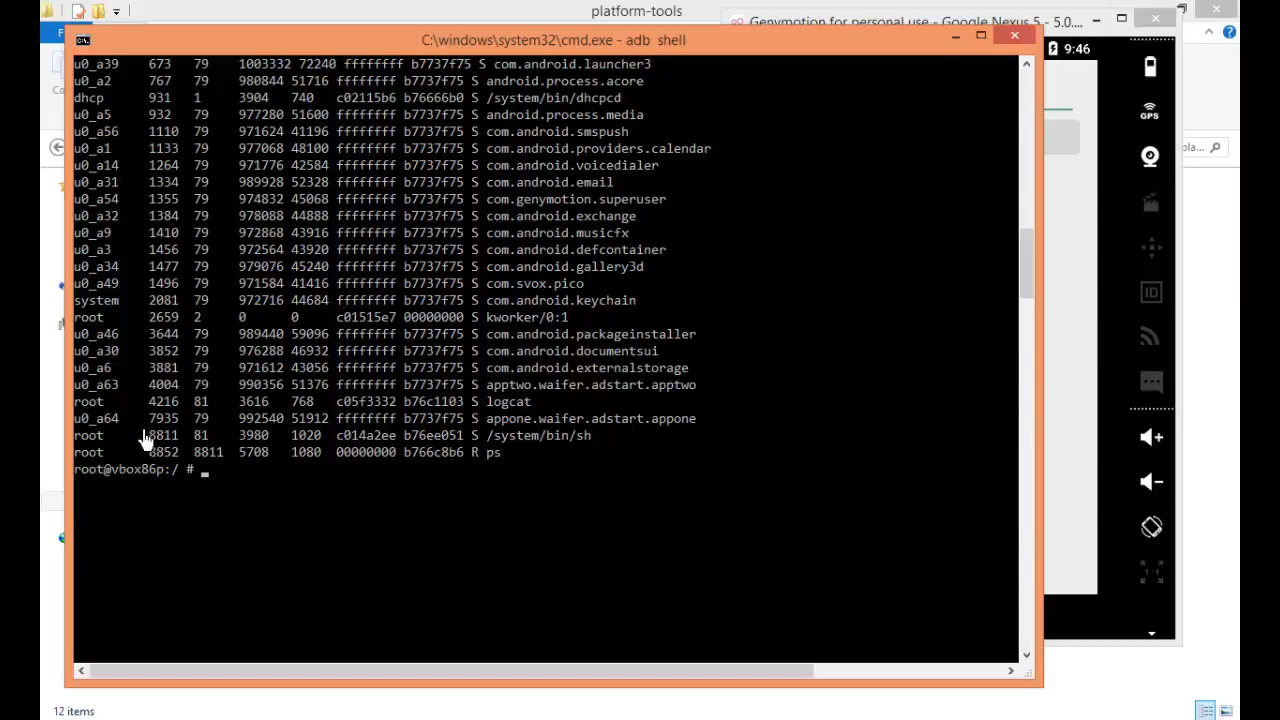 platform-tools
Genymotion for personal use - Google Nexus 5 - 5.0....
C:\windows\system32\cmd.exe - adb shell
9:46
u0_a39 673 79 1003332 72240 ffffffff b7737f75 S com.android.launcher3
u0_a2 767 79 980844 51716 ffffffff b7737f75 S android.process.acore
dhcp 931 1 3904 740 c02115b6 b76666b0 S /system/bin/dhcpcd
u0_a5 932 79 977280 51600 ffffffff b7737f75 S android.process.media
u0_a56 1110 79 971624 41196 ffffffff b7737f75 S com.android.smspush
u0_a1 1133 79 977068 48100 ffffffff b7737f75 S com.android.providers.calendar
u0_a14 1264 79 971776 42584 ffffffff b7737f75 S com.android.voicedialer
u0_a31 1334 79 989928 52328 ffffffff b7737f75 S com.android.email
u0_a54 1355 79 974832 45068 ffffffff b7737f75 S com.genymotion.superuser
u0_a32 1384 79 978088 44888 ffffffff b7737f75 S com.android.exchange
u0_a9 1410 79 972868 43916 ffffffff b7737f75 S com.android.musicfx
u0_a3 1456 79 972564 43920 ffffffff b7737f75 S com.android.defcontainer
u0_a34 1477 79 979076 45240 ffffffff b7737f75 S com.android.gallery3d
u0_a49 1496 79 971584 41416 ffffffff b7737f75 S com.svox.pico
system 2081 79 972716 44684 ffffffff b7737f75 S com.android.keychain
root 2659 2 0 0 c01515e7 00000000 S kworker/0:1
u0_a46 3644 79 989440 59096 ffffffff b7737f75 S com.android.packageinstaller
u0_a30 3852 79 976288 46932 ffffffff b7737f75 S com.android.documentsui
u0_a6 3881 79 971612 43056 ffffffff b7737f75 S com.android.externalstorage
u0_a63 4004 79 990356 51376 ffffffff b7737f75 S apptwo.waifer.adstart.apptwo
root 4216 81 3616 768 c05f3332 b76c1103 S logcat
u0_a64 7935 79 992540 51912 ffffffff b7737f75 S appone.waifer.adstart.appone
root 8811 81 3980 1020 c014a2ee b76ee051 S /system/bin/sh
root 8852 8811 5708 1080 00000000 b766c8b6 R ps
root@vbox86p:/ #
GPS
pla...
ID
1:1
12 items